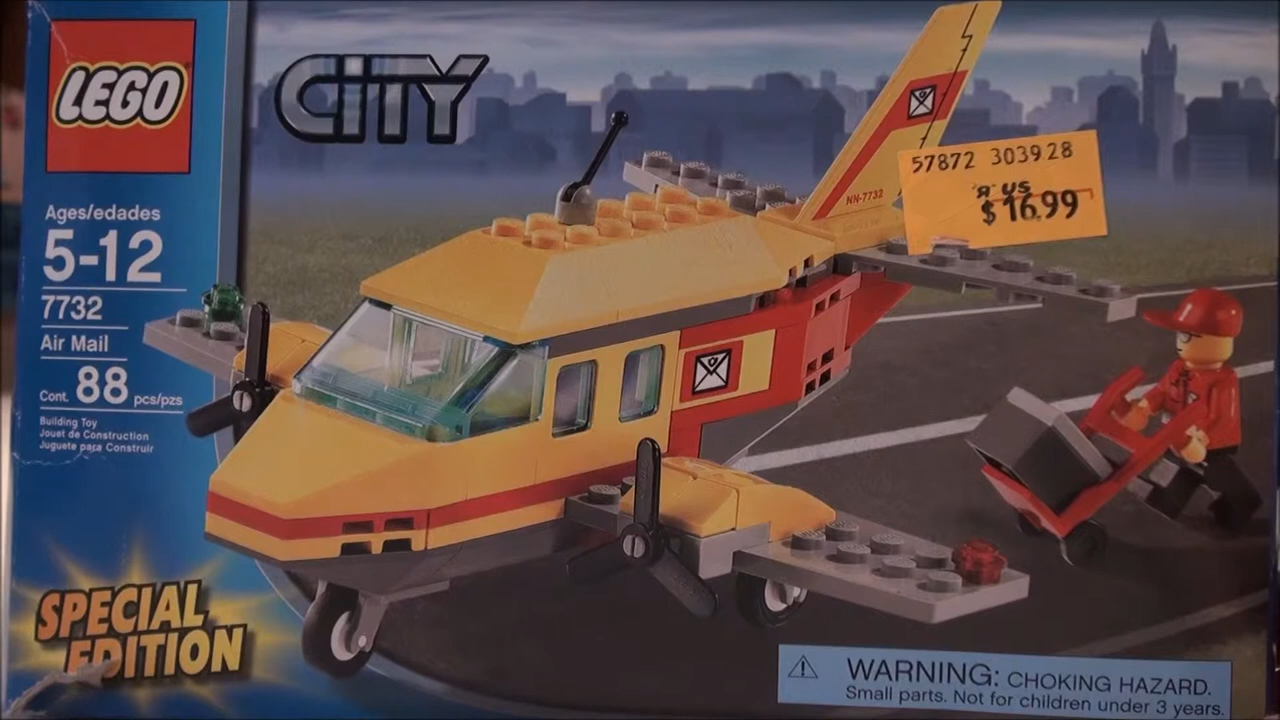 LEGO
CITY
Ages/edades
5-12
7732
Air Mail
Cont. 88 pcs/pzs
Building Toy
Jouet de Construction
Juguete para Construir
SPECIAL
EDITION
NN-7732
57872 3039.28
"R" US
$16.99
WARNING: CHOKING HAZARD.
Small parts. Not for children under 3 years.